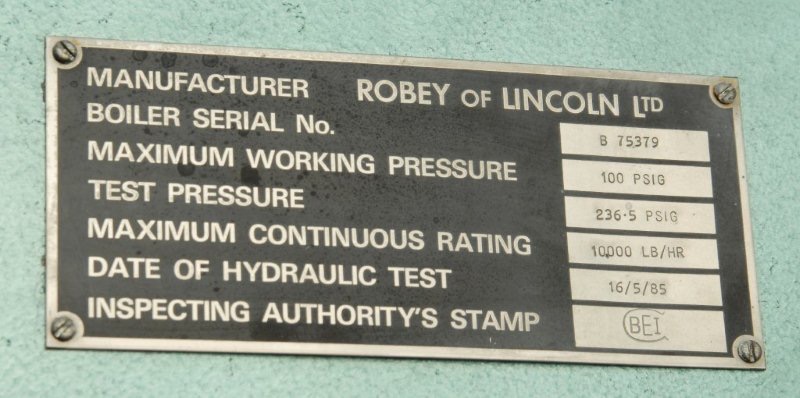 MANUFACTURER ROBEY OF LINCOLN LTD
BOILER SERIAL No. B 75379
MAXIMUM WORKING PRESSURE 100 PSIG
TEST PRESSURE 236·5 PSIG
MAXIMUM CONTINUOUS RATING 10000 LB/HR
DATE OF HYDRAULIC TEST 16/5/85
INSPECTING AUTHORITY'S STAMP BEI